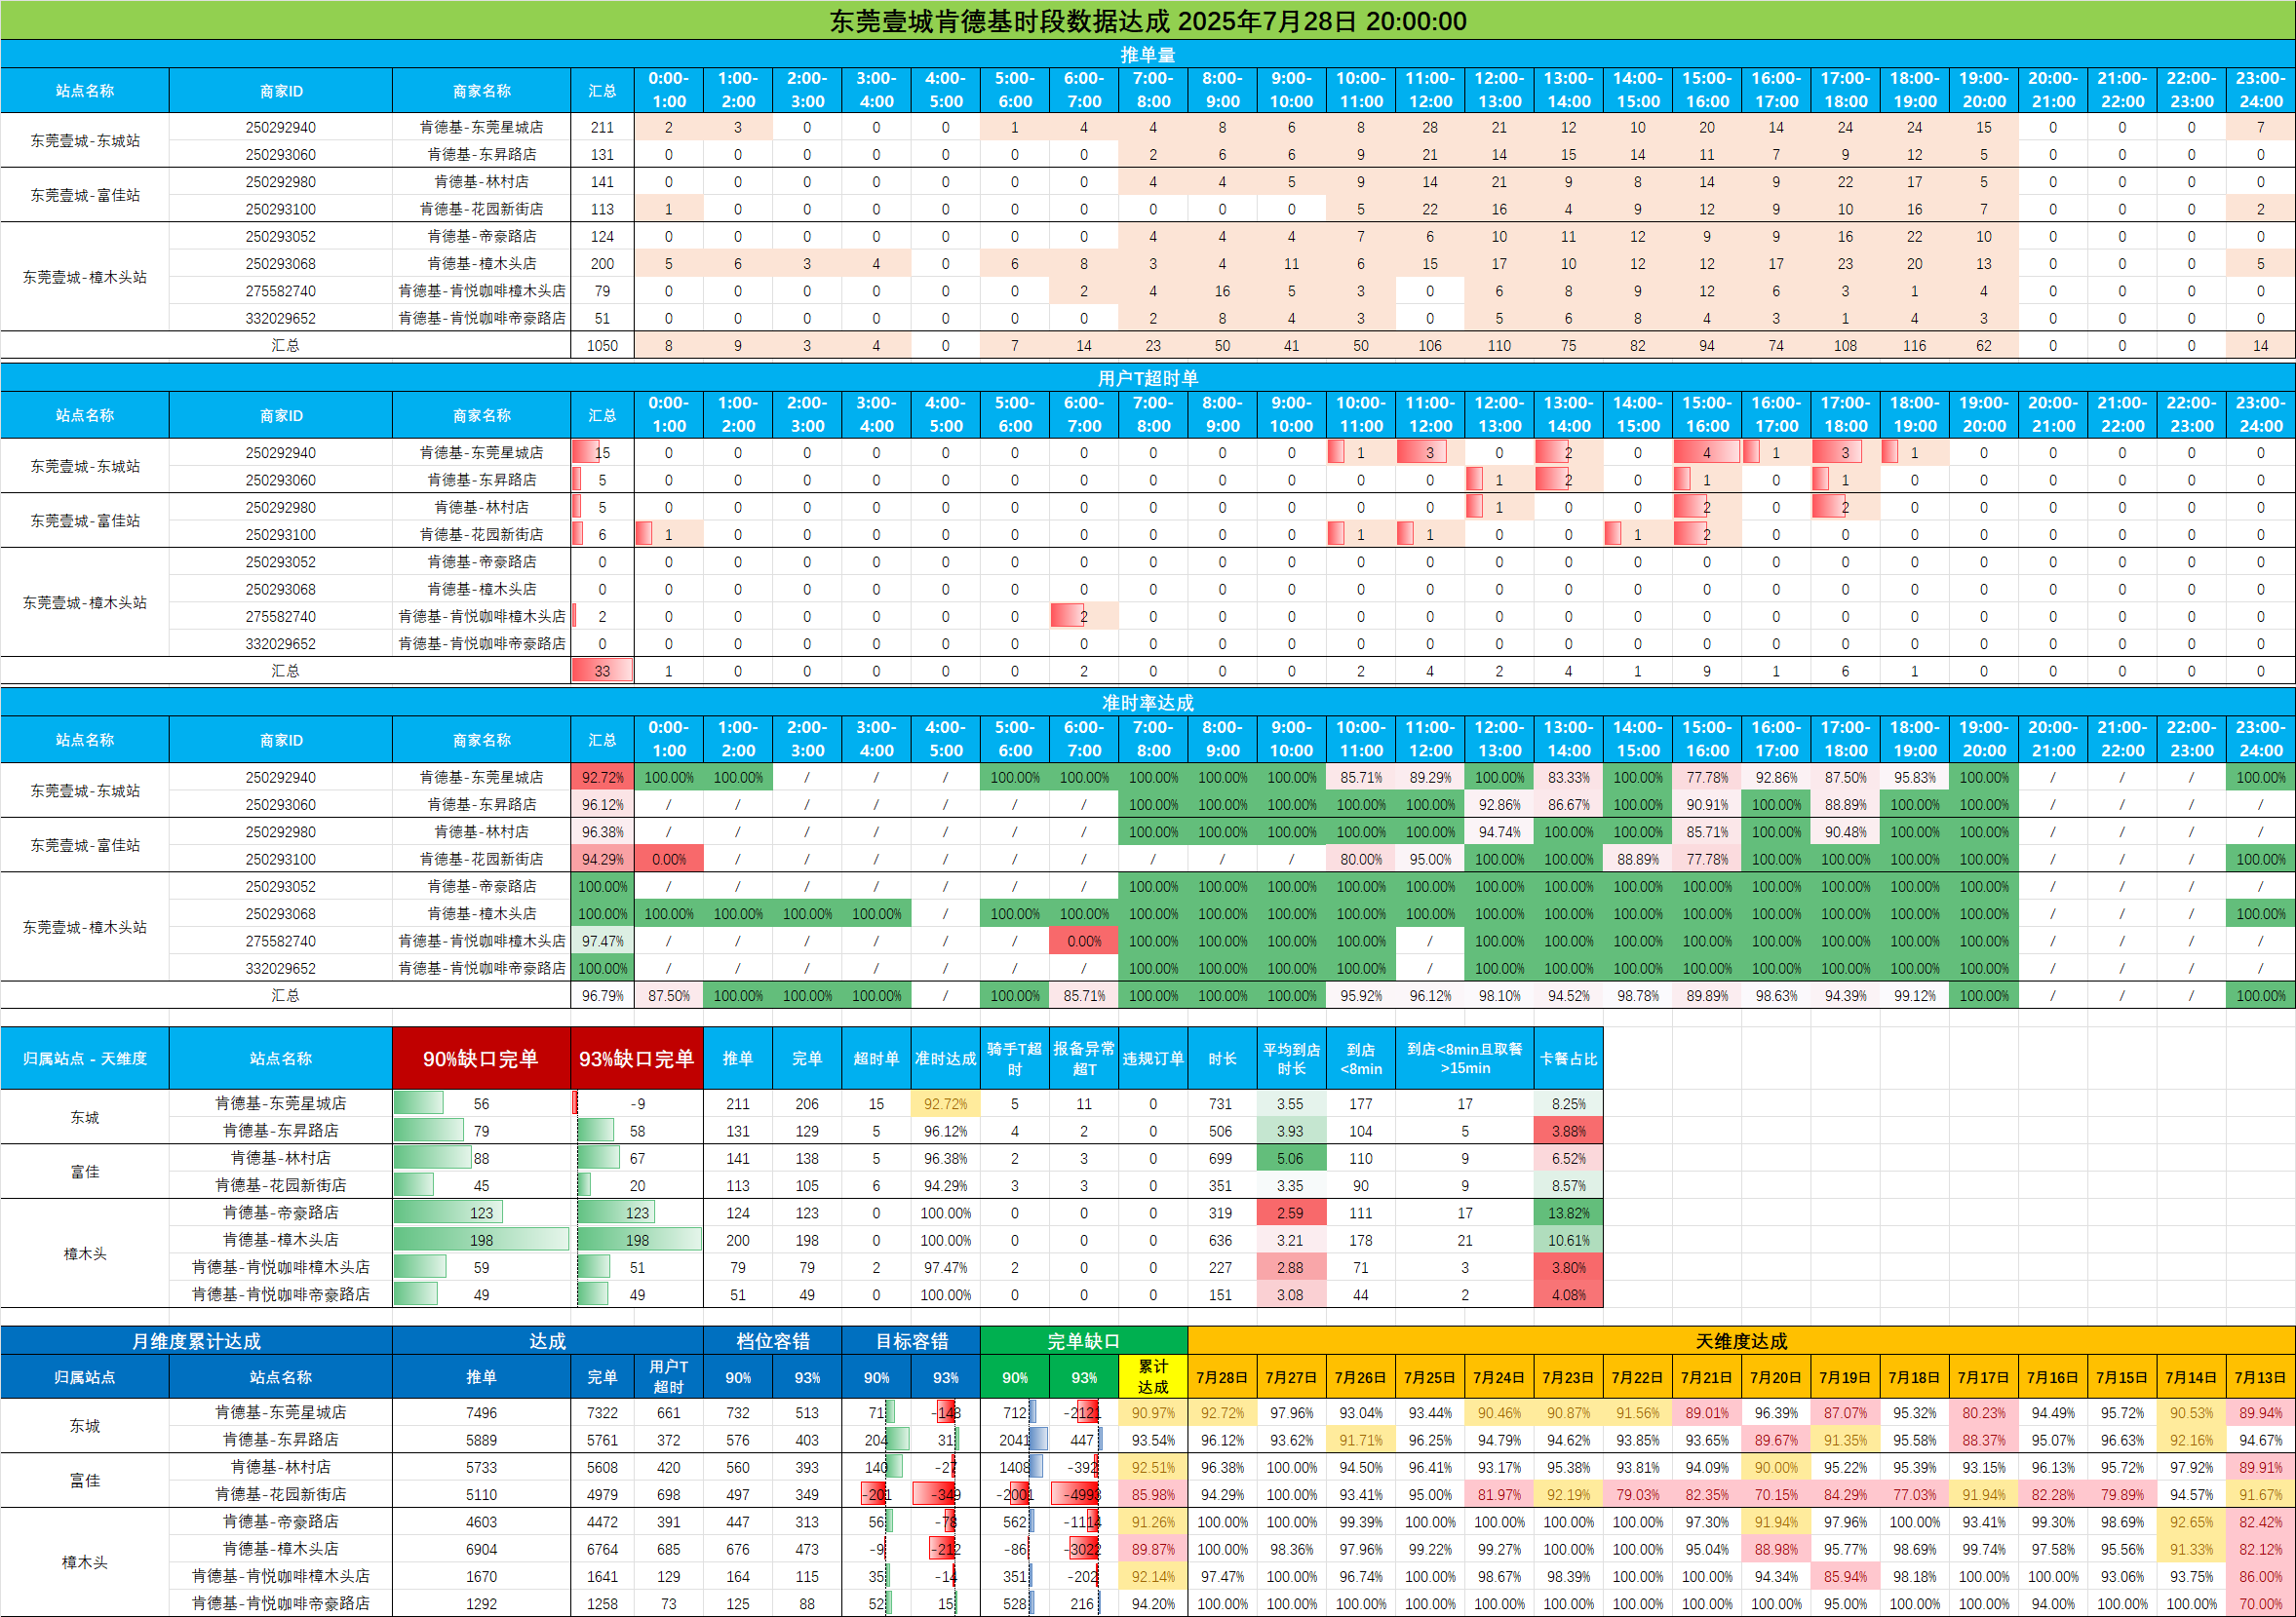 东莞壹城肯德基时段数据达成 2025年7月28日 20:00:00
推单量
站点名称 商家ID 商家名称 汇总 0:00-1:00 1:00-2:00 2:00-3:00 3:00-4:00 4:00-5:00 5:00-6:00 6:00-7:00 7:00-8:00 8:00-9:00 9:00-10:00 10:00-11:00 11:00-12:00 12:00-13:00 13:00-14:00 14:00-15:00 15:00-16:00 16:00-17:00 17:00-18:00 18:00-19:00 19:00-20:00 20:00-21:00 21:00-22:00 22:00-23:00 23:00-24:00
东莞壹城-东城站 250292940 肯德基-东莞星城店 211 2 3 0 0 0 1 4 4 8 6 8 28 21 12 10 20 14 24 24 15 0 0 0 7
250293060 肯德基-东昇路店 131 0 0 0 0 0 0 0 2 6 6 9 21 14 15 14 11 7 9 12 5 0 0 0 0
东莞壹城-富佳站 250292980 肯德基-林村店 141 0 0 0 0 0 0 0 4 4 5 9 14 21 9 8 14 9 22 17 5 0 0 0 0
250293100 肯德基-花园新街店 113 1 0 0 0 0 0 0 0 0 0 5 22 16 4 9 12 9 10 16 7 0 0 0 2
东莞壹城-樟木头站 250293052 肯德基-帝豪路店 124 0 0 0 0 0 0 0 4 4 4 7 6 10 11 12 9 9 16 22 10 0 0 0 0
250293068 肯德基-樟木头店 200 5 6 3 4 0 6 8 3 4 11 6 15 17 10 12 12 17 23 20 13 0 0 0 5
275582740 肯德基-肯悦咖啡樟木头店 79 0 0 0 0 0 0 2 4 16 5 3 0 6 8 9 12 6 3 1 4 0 0 0 0
332029652 肯德基-肯悦咖啡帝豪路店 51 0 0 0 0 0 0 0 2 8 4 3 0 5 6 8 4 3 1 4 3 0 0 0 0
汇总 1050 8 9 3 4 0 7 14 23 50 41 50 106 110 75 82 94 74 108 116 62 0 0 0 14
用户T超时单
站点名称 商家ID 商家名称 汇总 0:00-1:00 1:00-2:00 2:00-3:00 3:00-4:00 4:00-5:00 5:00-6:00 6:00-7:00 7:00-8:00 8:00-9:00 9:00-10:00 10:00-11:00 11:00-12:00 12:00-13:00 13:00-14:00 14:00-15:00 15:00-16:00 16:00-17:00 17:00-18:00 18:00-19:00 19:00-20:00 20:00-21:00 21:00-22:00 22:00-23:00 23:00-24:00
东莞壹城-东城站 250292940 肯德基-东莞星城店 15 0 0 0 0 0 0 0 0 0 0 1 3 0 2 0 4 1 3 1 0 0 0 0 0
250293060 肯德基-东昇路店 5 0 0 0 0 0 0 0 0 0 0 0 0 1 2 0 1 0 1 0 0 0 0 0 0
东莞壹城-富佳站 250292980 肯德基-林村店 5 0 0 0 0 0 0 0 0 0 0 0 0 1 0 0 2 0 2 0 0 0 0 0 0
250293100 肯德基-花园新街店 6 1 0 0 0 0 0 0 0 0 0 1 1 0 0 1 2 0 0 0 0 0 0 0 0
东莞壹城-樟木头站 250293052 肯德基-帝豪路店 0 0 0 0 0 0 0 0 0 0 0 0 0 0 0 0 0 0 0 0 0 0 0 0 0
250293068 肯德基-樟木头店 0 0 0 0 0 0 0 0 0 0 0 0 0 0 0 0 0 0 0 0 0 0 0 0 0
275582740 肯德基-肯悦咖啡樟木头店 2 0 0 0 0 0 0 2 0 0 0 0 0 0 0 0 0 0 0 0 0 0 0 0 0
332029652 肯德基-肯悦咖啡帝豪路店 0 0 0 0 0 0 0 0 0 0 0 0 0 0 0 0 0 0 0 0 0 0 0 0 0
汇总 33 1 0 0 0 0 0 2 0 0 0 2 4 2 4 1 9 1 6 1 0 0 0 0 0
准时率达成
站点名称 商家ID 商家名称 汇总 0:00-1:00 1:00-2:00 2:00-3:00 3:00-4:00 4:00-5:00 5:00-6:00 6:00-7:00 7:00-8:00 8:00-9:00 9:00-10:00 10:00-11:00 11:00-12:00 12:00-13:00 13:00-14:00 14:00-15:00 15:00-16:00 16:00-17:00 17:00-18:00 18:00-19:00 19:00-20:00 20:00-21:00 21:00-22:00 22:00-23:00 23:00-24:00
东莞壹城-东城站 250292940 肯德基-东莞星城店 92.72% 100.00% 100.00% / / / 100.00% 100.00% 100.00% 100.00% 100.00% 85.71% 89.29% 100.00% 83.33% 100.00% 77.78% 92.86% 87.50% 95.83% 100.00% / / / 100.00%
250293060 肯德基-东昇路店 96.12% / / / / / / / 100.00% 100.00% 100.00% 100.00% 100.00% 92.86% 86.67% 100.00% 90.91% 100.00% 88.89% 100.00% 100.00% / / / /
东莞壹城-富佳站 250292980 肯德基-林村店 96.38% / / / / / / / 100.00% 100.00% 100.00% 100.00% 100.00% 94.74% 100.00% 100.00% 85.71% 100.00% 90.48% 100.00% 100.00% / / / /
250293100 肯德基-花园新街店 94.29% 0.00% / / / / / / / / / 80.00% 95.00% 100.00% 100.00% 88.89% 77.78% 100.00% 100.00% 100.00% 100.00% / / / 100.00%
东莞壹城-樟木头站 250293052 肯德基-帝豪路店 100.00% / / / / / / / 100.00% 100.00% 100.00% 100.00% 100.00% 100.00% 100.00% 100.00% 100.00% 100.00% 100.00% 100.00% 100.00% / / / /
250293068 肯德基-樟木头店 100.00% 100.00% 100.00% 100.00% 100.00% / 100.00% 100.00% 100.00% 100.00% 100.00% 100.00% 100.00% 100.00% 100.00% 100.00% 100.00% 100.00% 100.00% 100.00% 100.00% / / / 100.00%
275582740 肯德基-肯悦咖啡樟木头店 97.47% / / / / / / 0.00% 100.00% 100.00% 100.00% 100.00% / 100.00% 100.00% 100.00% 100.00% 100.00% 100.00% 100.00% 100.00% / / / /
332029652 肯德基-肯悦咖啡帝豪路店 100.00% / / / / / / / 100.00% 100.00% 100.00% 100.00% / 100.00% 100.00% 100.00% 100.00% 100.00% 100.00% 100.00% 100.00% / / / /
汇总 96.79% 87.50% 100.00% 100.00% 100.00% / 100.00% 85.71% 100.00% 100.00% 100.00% 95.92% 96.12% 98.10% 94.52% 98.78% 89.89% 98.63% 94.39% 99.12% 100.00% / / / 100.00%
归属站点 - 天维度 站点名称 90%缺口完单 93%缺口完单 推单 完单 超时单 准时达成 骑手T超时 报备异常超T 违规订单 时长 平均到店时长 到店<8min 到店<8min且取餐>15min 卡餐占比
东城 肯德基-东莞星城店 56 -9 211 206 15 92.72% 5 11 0 731 3.55 177 17 8.25%
肯德基-东昇路店 79 58 131 129 5 96.12% 4 2 0 506 3.93 104 5 3.88%
富佳 肯德基-林村店 88 67 141 138 5 96.38% 2 3 0 699 5.06 110 9 6.52%
肯德基-花园新街店 45 20 113 105 6 94.29% 3 3 0 351 3.35 90 9 8.57%
樟木头 肯德基-帝豪路店 123 123 124 123 0 100.00% 0 0 0 319 2.59 111 17 13.82%
肯德基-樟木头店 198 198 200 198 0 100.00% 0 0 0 636 3.21 178 21 10.61%
肯德基-肯悦咖啡樟木头店 59 51 79 79 2 97.47% 2 0 0 227 2.88 71 3 3.80%
肯德基-肯悦咖啡帝豪路店 49 49 51 49 0 100.00% 0 0 0 151 3.08 44 2 4.08%
月维度累计达成 达成 档位容错 目标容错 完单缺口 天维度达成
归属站点 站点名称 推单 完单 用户T超时 90% 93% 90% 93% 90% 93% 累计达成 7月28日 7月27日 7月26日 7月25日 7月24日 7月23日 7月22日 7月21日 7月20日 7月19日 7月18日 7月17日 7月16日 7月15日 7月14日 7月13日
东城 肯德基-东莞星城店 7496 7322 661 732 513 71 -148 712 -2121 90.97% 92.72% 97.96% 93.04% 93.44% 90.46% 90.87% 91.56% 89.01% 96.39% 87.07% 95.32% 80.23% 94.49% 95.72% 90.53% 89.94%
肯德基-东昇路店 5889 5761 372 576 403 204 31 2041 447 93.54% 96.12% 93.62% 91.71% 96.25% 94.79% 94.62% 93.85% 93.65% 89.67% 91.35% 95.58% 88.37% 95.07% 96.63% 92.16% 94.67%
富佳 肯德基-林村店 5733 5608 420 560 393 140 -27 1408 -392 92.51% 96.38% 100.00% 94.50% 96.41% 93.17% 95.38% 93.81% 94.09% 90.00% 95.22% 95.39% 93.15% 96.13% 95.72% 97.92% 89.91%
肯德基-花园新街店 5110 4979 698 497 349 -201 -349 -2001 -4993 85.98% 94.29% 100.00% 93.41% 95.00% 81.97% 92.19% 79.03% 82.35% 70.15% 84.29% 77.03% 91.94% 82.28% 79.89% 94.57% 91.67%
樟木头 肯德基-帝豪路店 4603 4472 391 447 313 56 -78 562 -1114 91.26% 100.00% 100.00% 99.39% 100.00% 100.00% 100.00% 100.00% 97.30% 91.94% 97.96% 100.00% 93.41% 99.30% 98.69% 92.65% 82.42%
肯德基-樟木头店 6904 6764 685 676 473 -9 -212 -86 -3022 89.87% 100.00% 98.36% 97.96% 99.22% 99.27% 100.00% 100.00% 95.04% 88.98% 95.77% 98.69% 99.74% 97.58% 95.56% 91.33% 82.12%
肯德基-肯悦咖啡樟木头店 1670 1641 129 164 115 35 -14 351 -202 92.14% 97.47% 100.00% 96.74% 100.00% 98.67% 98.39% 100.00% 100.00% 94.34% 85.94% 98.18% 100.00% 100.00% 93.06% 93.75% 86.00%
肯德基-肯悦咖啡帝豪路店 1292 1258 73 125 88 52 15 528 216 94.20% 100.00% 100.00% 100.00% 100.00% 100.00% 100.00% 100.00% 100.00% 100.00% 95.00% 100.00% 100.00% 94.00% 100.00% 100.00% 70.00%